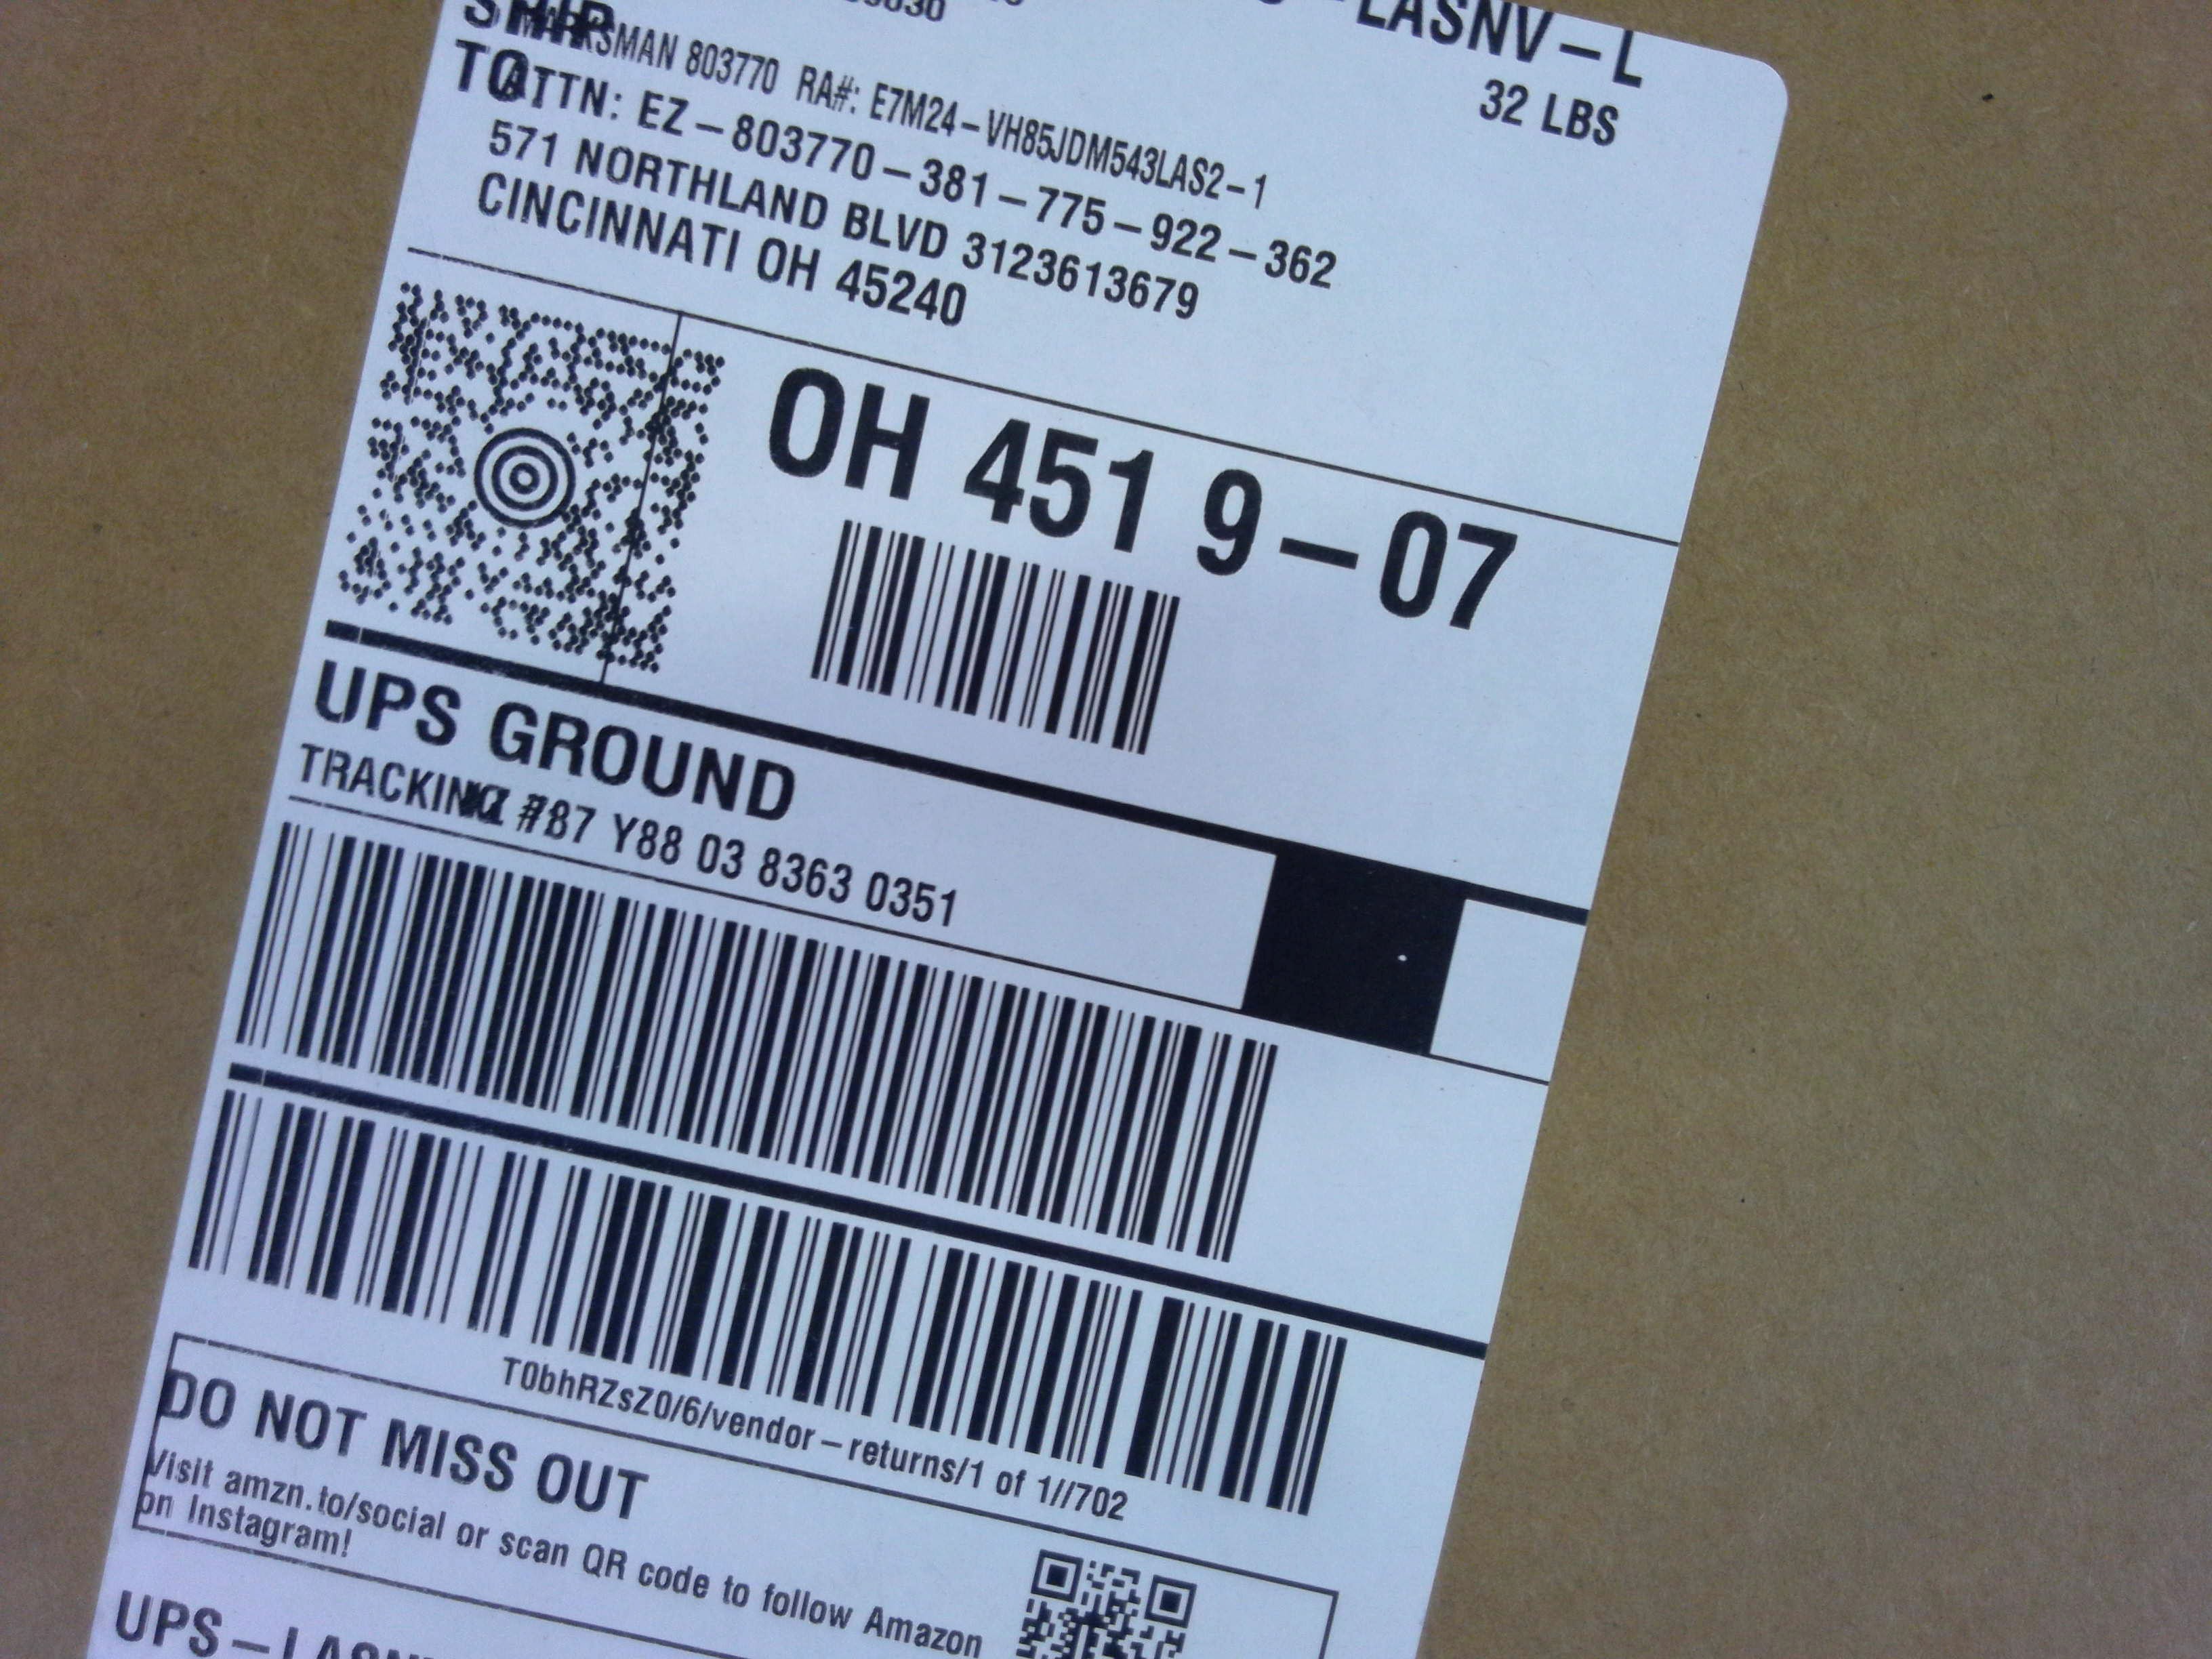 –LASNV–L
32 LBS
SHIP
TO
MARKSMAN 803770 RA#: E7M24–VH85JDM543LAS2–1
ATTN: EZ–803770–381–775–922–362
571 NORTHLAND BLVD 3123613679
CINCINNATI OH 45240
OH 451 9–07
UPS GROUND
TRACKING #: Y88 03 8363 0351
T0bhRZsZ0/6/vendor–returns/1 of 1//702
DO NOT MISS OUT
Visit amzn.to/social or scan QR code to follow Amazon
on Instagram!